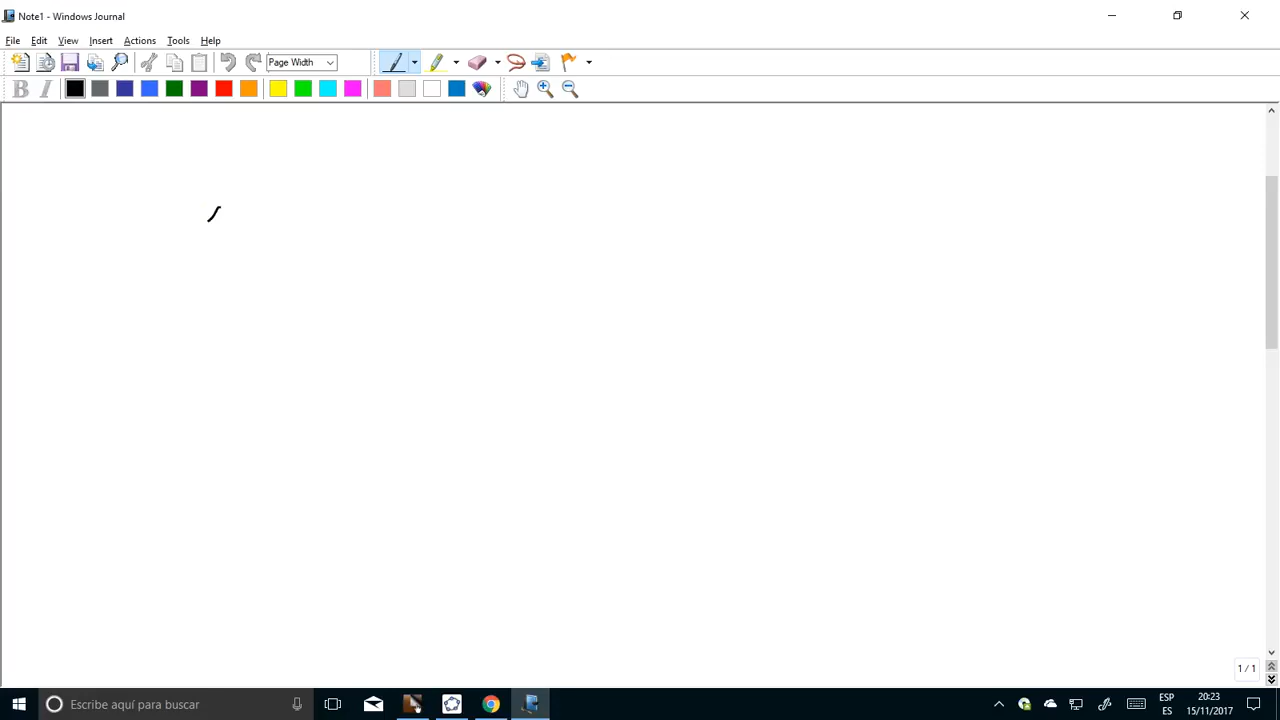 Note1 - Windows Journal
File Edit View Insert Actions Tools Help
Page Width
B I
1 / 1
Escribe aquí para buscar
ESP 20:23
ES 15/11/2017